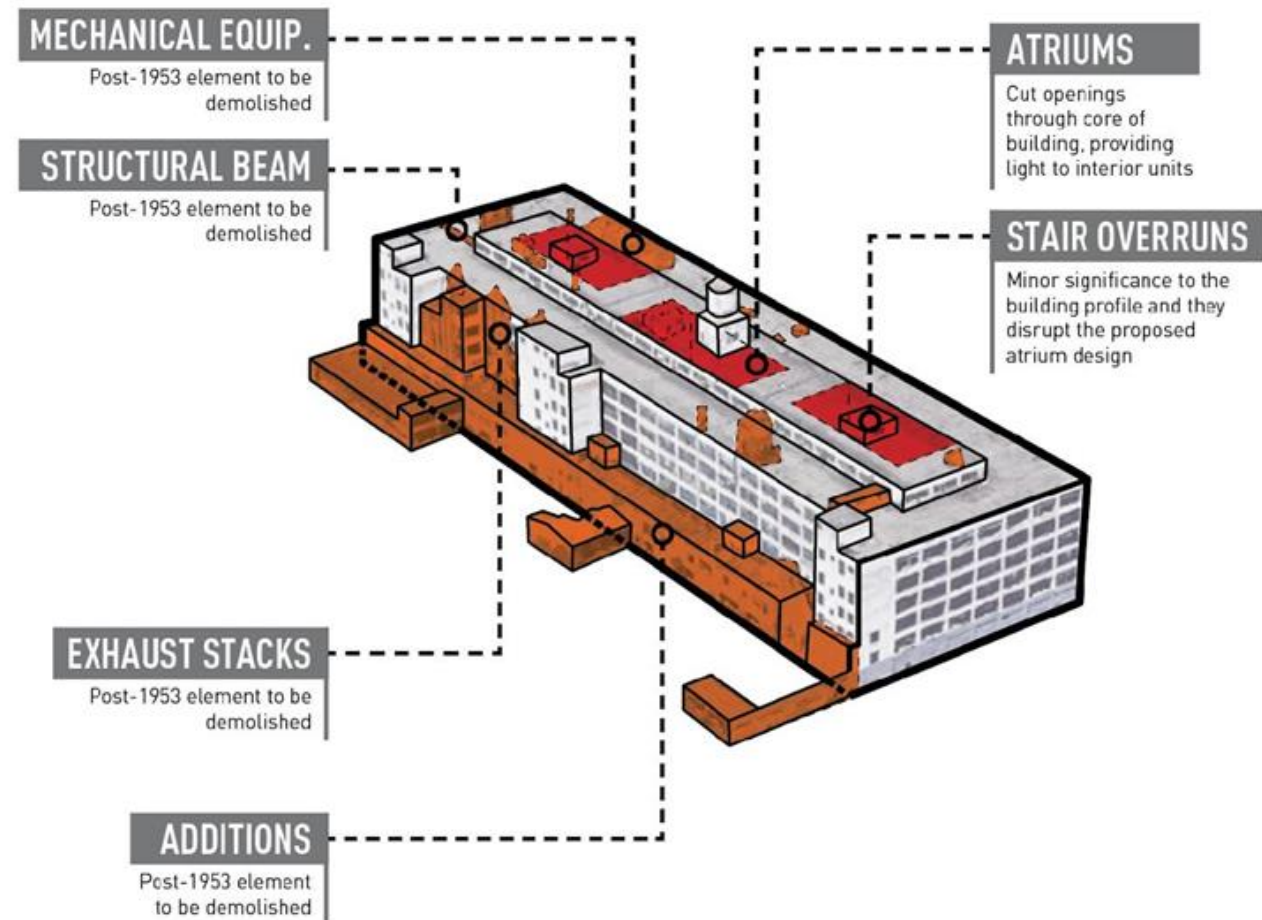 MECHANICAL EQUIP.
Post-1953 element to be
demolished
STRUCTURAL BEAM
Post-1953 element to be
demolished
EXHAUST STACKS
Post-1953 element to be
demolished
ADDITIONS
Post-1953 element
to be demolished
ATRIUMS
Cut openings
through core of
building, providing
light to interior units
STAIR OVERRUNS
Minor significance to the
building profile and they
disrupt the proposed
atrium design